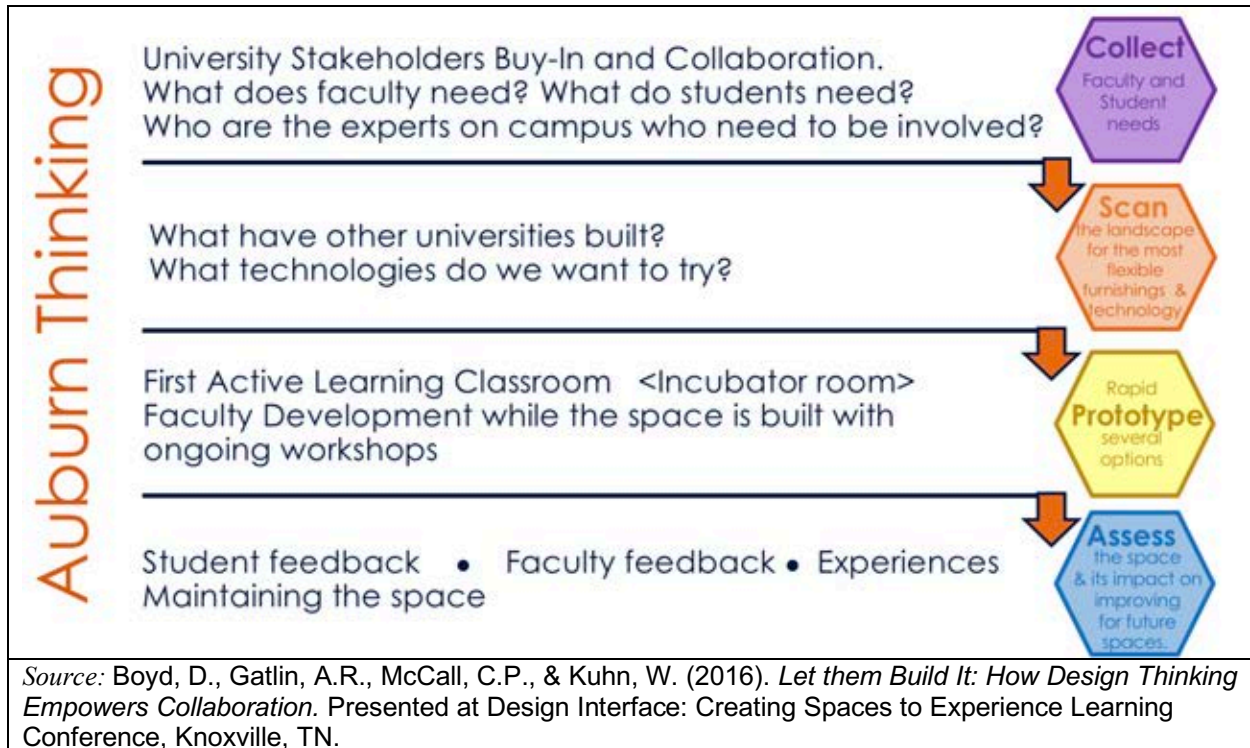 Auburn Thinking
University Stakeholders Buy-In and Collaboration.
What does faculty need? What do students need?
Who are the experts on campus who need to be involved?
Collect
Faculty and
Student
needs
What have other universities built?
What technologies do we want to try?
Scan
the landscape
for the most
flexible
furnishings &
technology
First Active Learning Classroom <Incubator room>
Faculty Development while the space is built with
ongoing workshops
Rapid
Prototype
several
options
Student feedback • Faculty feedback • Experiences
Maintaining the space
Assess
the space
& its impact on
improving
for future
spaces.
Source: Boyd, D., Gatlin, A.R., McCall, C.P., & Kuhn, W. (2016). Let them Build It: How Design Thinking
Empowers Collaboration. Presented at Design Interface: Creating Spaces to Experience Learning
Conference, Knoxville, TN.